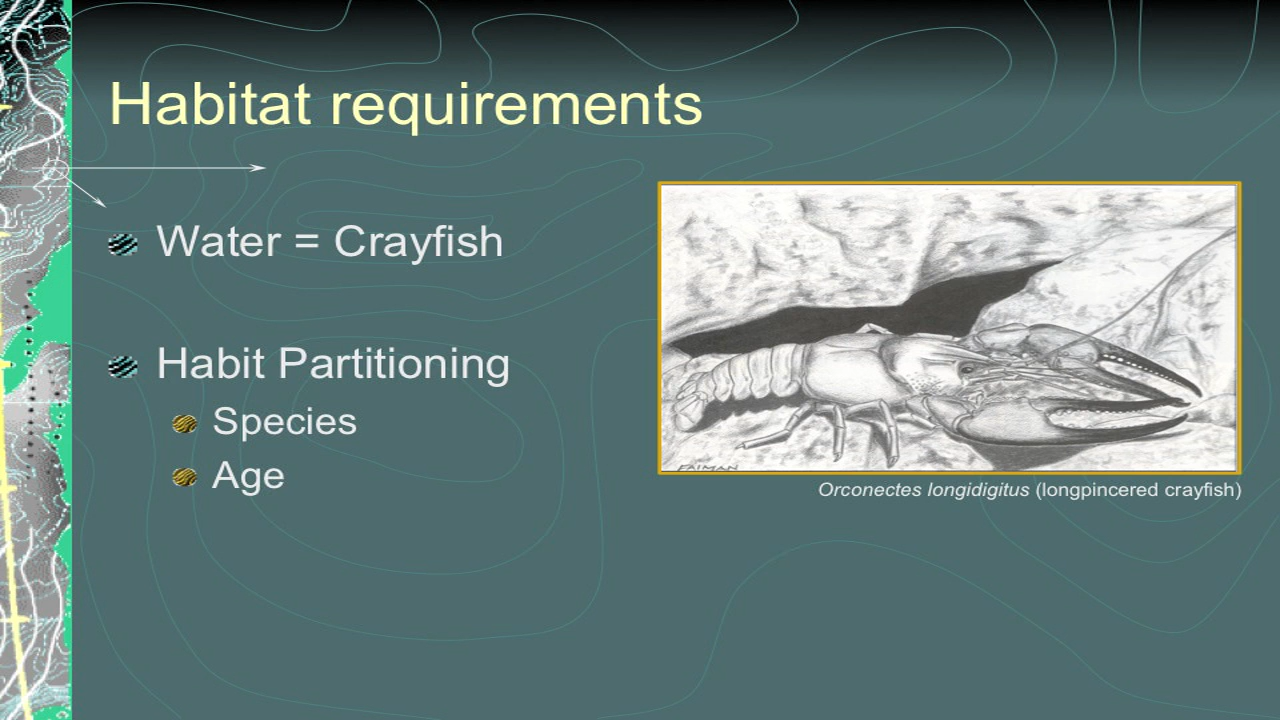 Habitat requirements
Water = Crayfish
Habit Partitioning
Species
Age
FAIMAN
Orconectes longidigitus (longpincered crayfish)